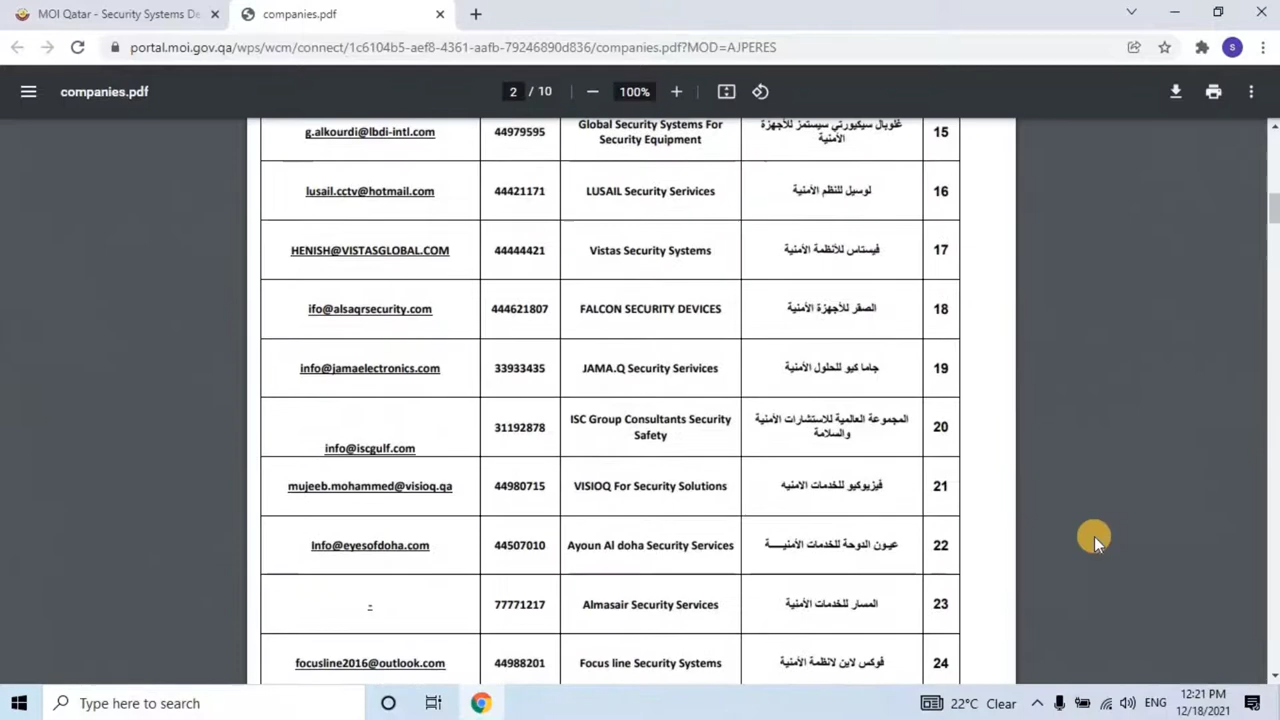 MOI Qatar - Security Systems De
companies.pdf
portal.moi.gov.qa/wps/wcm/connect/1c6104b5-aef8-4361-aafb-79246890d836/companies.pdf?MOD=AJPERES
S
companies.pdf
2 / 10
100%
g.alkourdi@lbdi-intl.com 44979595 Global Security Systems For Security Equipment غلوبال سيكيورتي سيستمز للأجهزة الأمنية 15
lusail.cctv@hotmail.com 44421171 LUSAIL Security Serivices لوسيل للنظم الأمنية 16
HENISH@VISTASGLOBAL.COM 44444421 Vistas Security Systems فيستاس للأنظمة الأمنية 17
ifo@alsaqrsecurity.com 444621807 FALCON SECURITY DEVICES الصقر للأجهزة الأمنية 18
info@jamaelectronics.com 33933435 JAMA.Q Security Serivices جاما كيو للحلول الأمنية 19
info@iscgulf.com 31192878 ISC Group Consultants Security Safety المجموعة العالمية للاستشارات الأمنية والسلامة 20
mujeeb.mohammed@visioq.qa 44980715 VISIOQ For Security Solutions فيزيوكيو للخدمات الامنيه 21
Info@eyesofdoha.com 44507010 Ayoun Al doha Security Services عيون الدوحة للخدمات الأمنيـــة 22
- 77771217 Almasair Security Services المسار للخدمات الأمنية 23
focusline2016@outlook.com 44988201 Focus line Security Systems فوكس لاين لانظمة الأمنية 24
Type here to search
22°C Clear
ENG
12:21 PM
12/18/2021